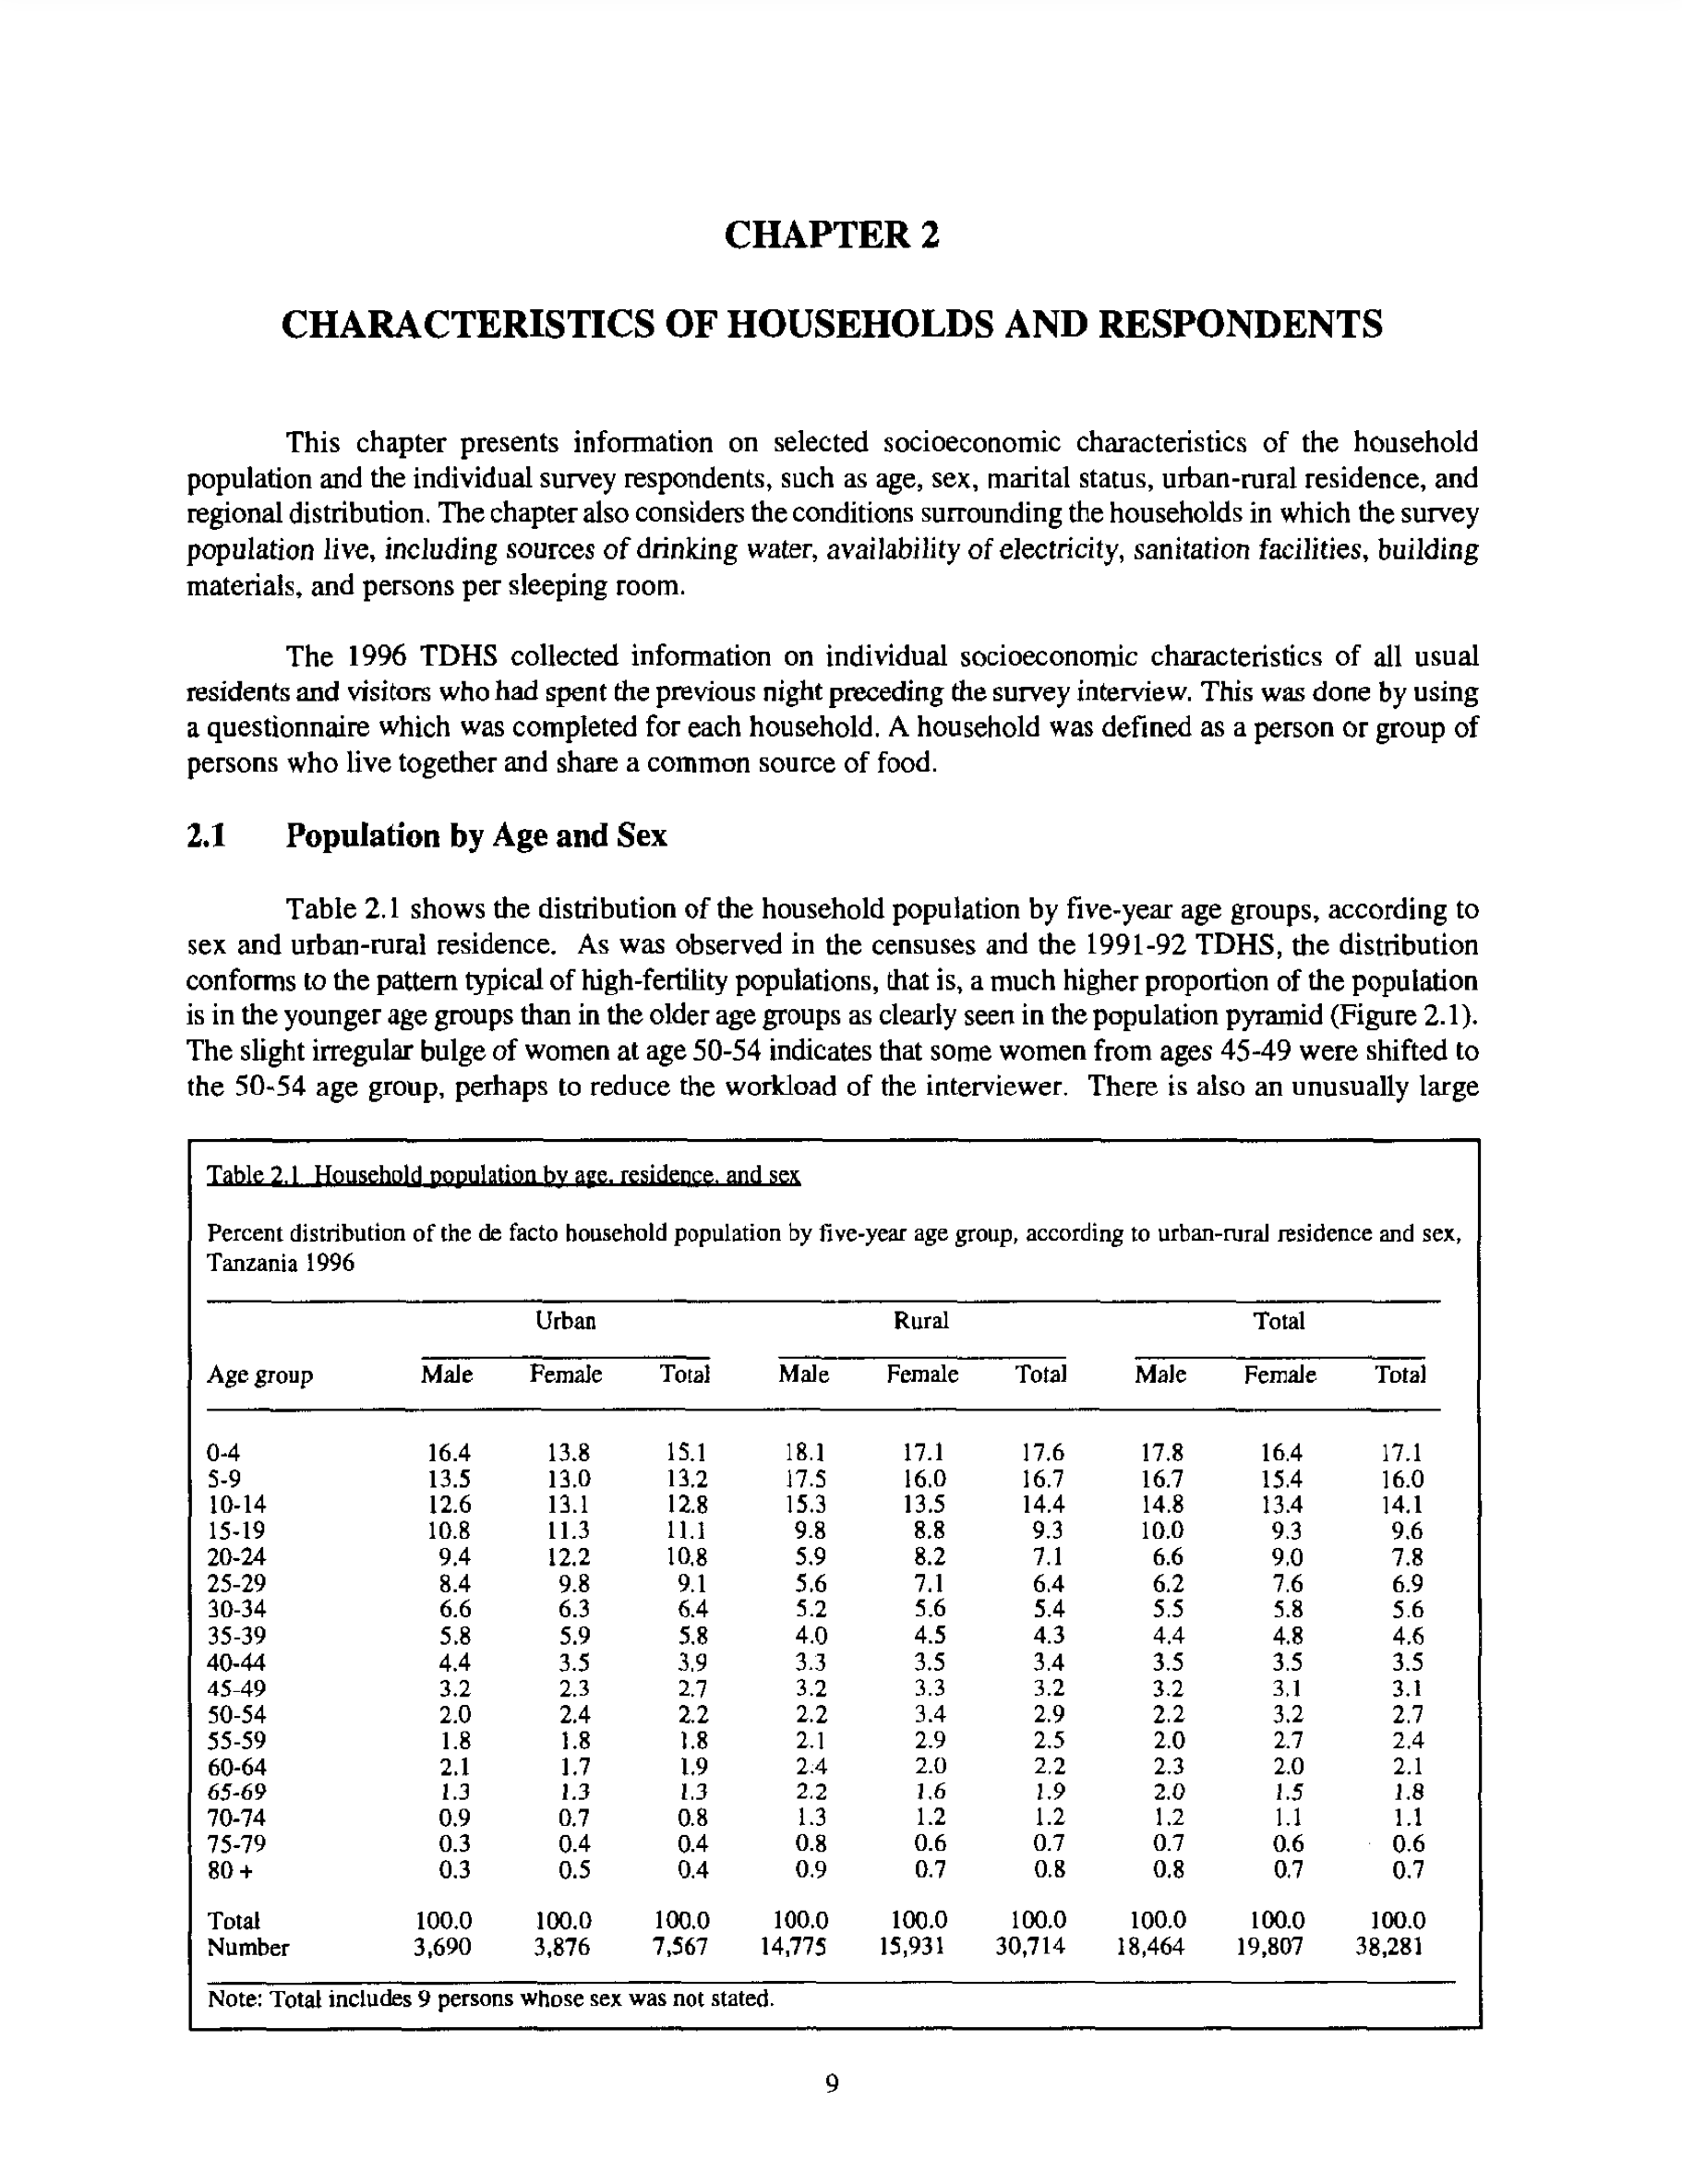 CHAPTER 2
CHARACTERISTICS OF HOUSEHOLDS AND RESPONDENTS
This chapter presents information on selected socioeconomic characteristics of the household
population and the individual survey respondents, such as age, sex, marital status, urban-rural residence, and
regional distribution. The chapter also considers the conditions surrounding the households in which the survey
population live, including sources of drinking water, availability of electricity, sanitation facilities, building
materials, and persons per sleeping room.
The 1996 TDHS collected information on individual socioeconomic characteristics of all usual
residents and visitors who had spent the previous night preceding the survey interview. This was done by using
a questionnaire which was completed for each household. A household was defined as a person or group of
persons who live together and share a common source of food.
2.1 Population by Age and Sex
Table 2.1 shows the distribution of the household population by five-year age groups, according to
sex and urban-rural residence. As was observed in the censuses and the 1991-92 TDHS, the distribution
conforms to the pattern typical of high-fertility populations, that is, a much higher proportion of the population
is in the younger age groups than in the older age groups as clearly seen in the population pyramid (Figure 2.1).
The slight irregular bulge of women at age 50-54 indicates that some women from ages 45-49 were shifted to
the 50-54 age group, perhaps to reduce the workload of the interviewer. There is also an unusually large
Table 2.1 Household population by age, residence, and sex
Percent distribution of the de facto household population by five-year age group, according to urban-rural residence and sex,
Tanzania 1996
Urban Rural Total
Age group Male Female Total Male Female Total Male Female Total
0-4 16.4 13.8 15.1 18.1 17.1 17.6 17.8 16.4 17.1
5-9 13.5 13.0 13.2 17.5 16.0 16.7 16.7 15.4 16.0
10-14 12.6 13.1 12.8 15.3 13.5 14.4 14.8 13.4 14.1
15-19 10.8 11.3 11.1 9.8 8.8 9.3 10.0 9.3 9.6
20-24 9.4 12.2 10.8 5.9 8.2 7.1 6.6 9.0 7.8
25-29 8.4 9.8 9.1 5.6 7.1 6.4 6.2 7.6 6.9
30-34 6.6 6.3 6.4 5.2 5.6 5.4 5.5 5.8 5.6
35-39 5.8 5.9 5.8 4.0 4.5 4.3 4.4 4.8 4.6
40-44 4.4 3.5 3.9 3.3 3.5 3.4 3.5 3.5 3.5
45-49 3.2 2.3 2.7 3.2 3.3 3.2 3.2 3.1 3.1
50-54 2.0 2.4 2.2 2.2 3.4 2.9 2.2 3.2 2.7
55-59 1.8 1.8 1.8 2.1 2.9 2.5 2.0 2.7 2.4
60-64 2.1 1.7 1.9 2.4 2.0 2.2 2.3 2.0 2.1
65-69 1.3 1.3 1.3 2.2 1.6 1.9 2.0 1.5 1.8
70-74 0.9 0.7 0.8 1.3 1.2 1.2 1.2 1.1 1.1
75-79 0.3 0.4 0.4 0.8 0.6 0.7 0.7 0.6 0.6
80 + 0.3 0.5 0.4 0.9 0.7 0.8 0.8 0.7 0.7
Total 100.0 100.0 100.0 100.0 100.0 100.0 100.0 100.0 100.0
Number 3,690 3,876 7,567 14,775 15,931 30,714 18,464 19,807 38,281
Note: Total includes 9 persons whose sex was not stated.
9